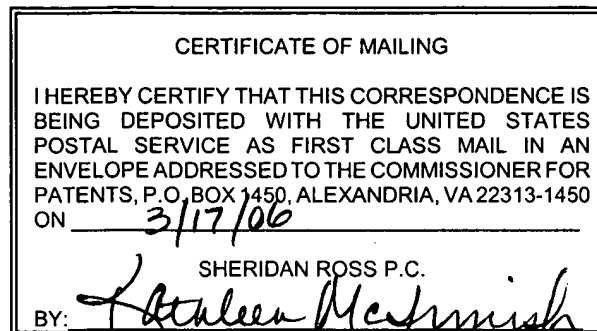 CERTIFICATE OF MAILING
I HEREBY CERTIFY THAT THIS CORRESPONDENCE IS
BEING DEPOSITED WITH THE UNITED STATES
POSTAL SERVICE AS FIRST CLASS MAIL IN AN
ENVELOPE ADDRESSED TO THE COMMISSIONER FOR
PATENTS, P.O. BOX 1450, ALEXANDRIA, VA 22313-1450
ON 3/17/06
SHERIDAN ROSS P.C.
BY: Kathleen